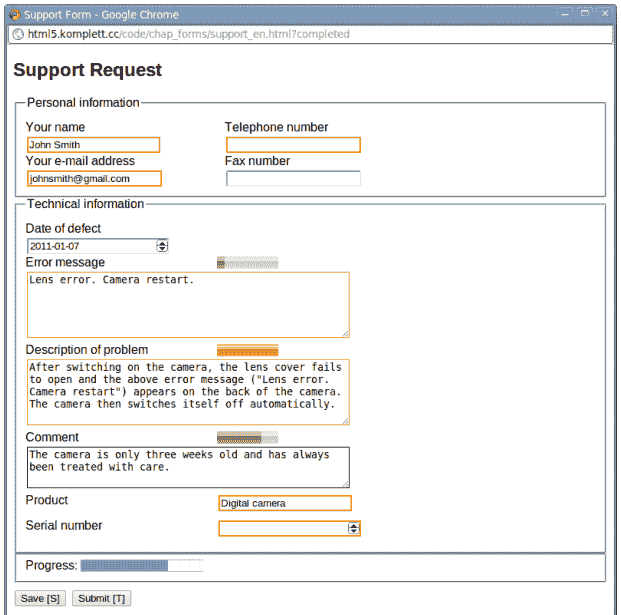 Support Form - Google Chrome
html5.komplett.cc/code/chap_forms/support_en.html?completed
Support Request
Personal information
Your name
Telephone number
John Smith
Your e-mail address
Fax number
johnsmith@gmail.com
Technical information
Date of defect
2011-01-07
Error message
Lens error. Camera restart.
Description of problem
After switching on the camera, the lens cover fails
to open and the above error message ("Lens error.
Camera restart") appears on the back of the camera.
The camera then switches itself off automatically.
Comment
The camera is only three weeks old and has always
been treated with care.
Product
Digital camera
Serial number
Progress:
Save [S]
Submit [T]